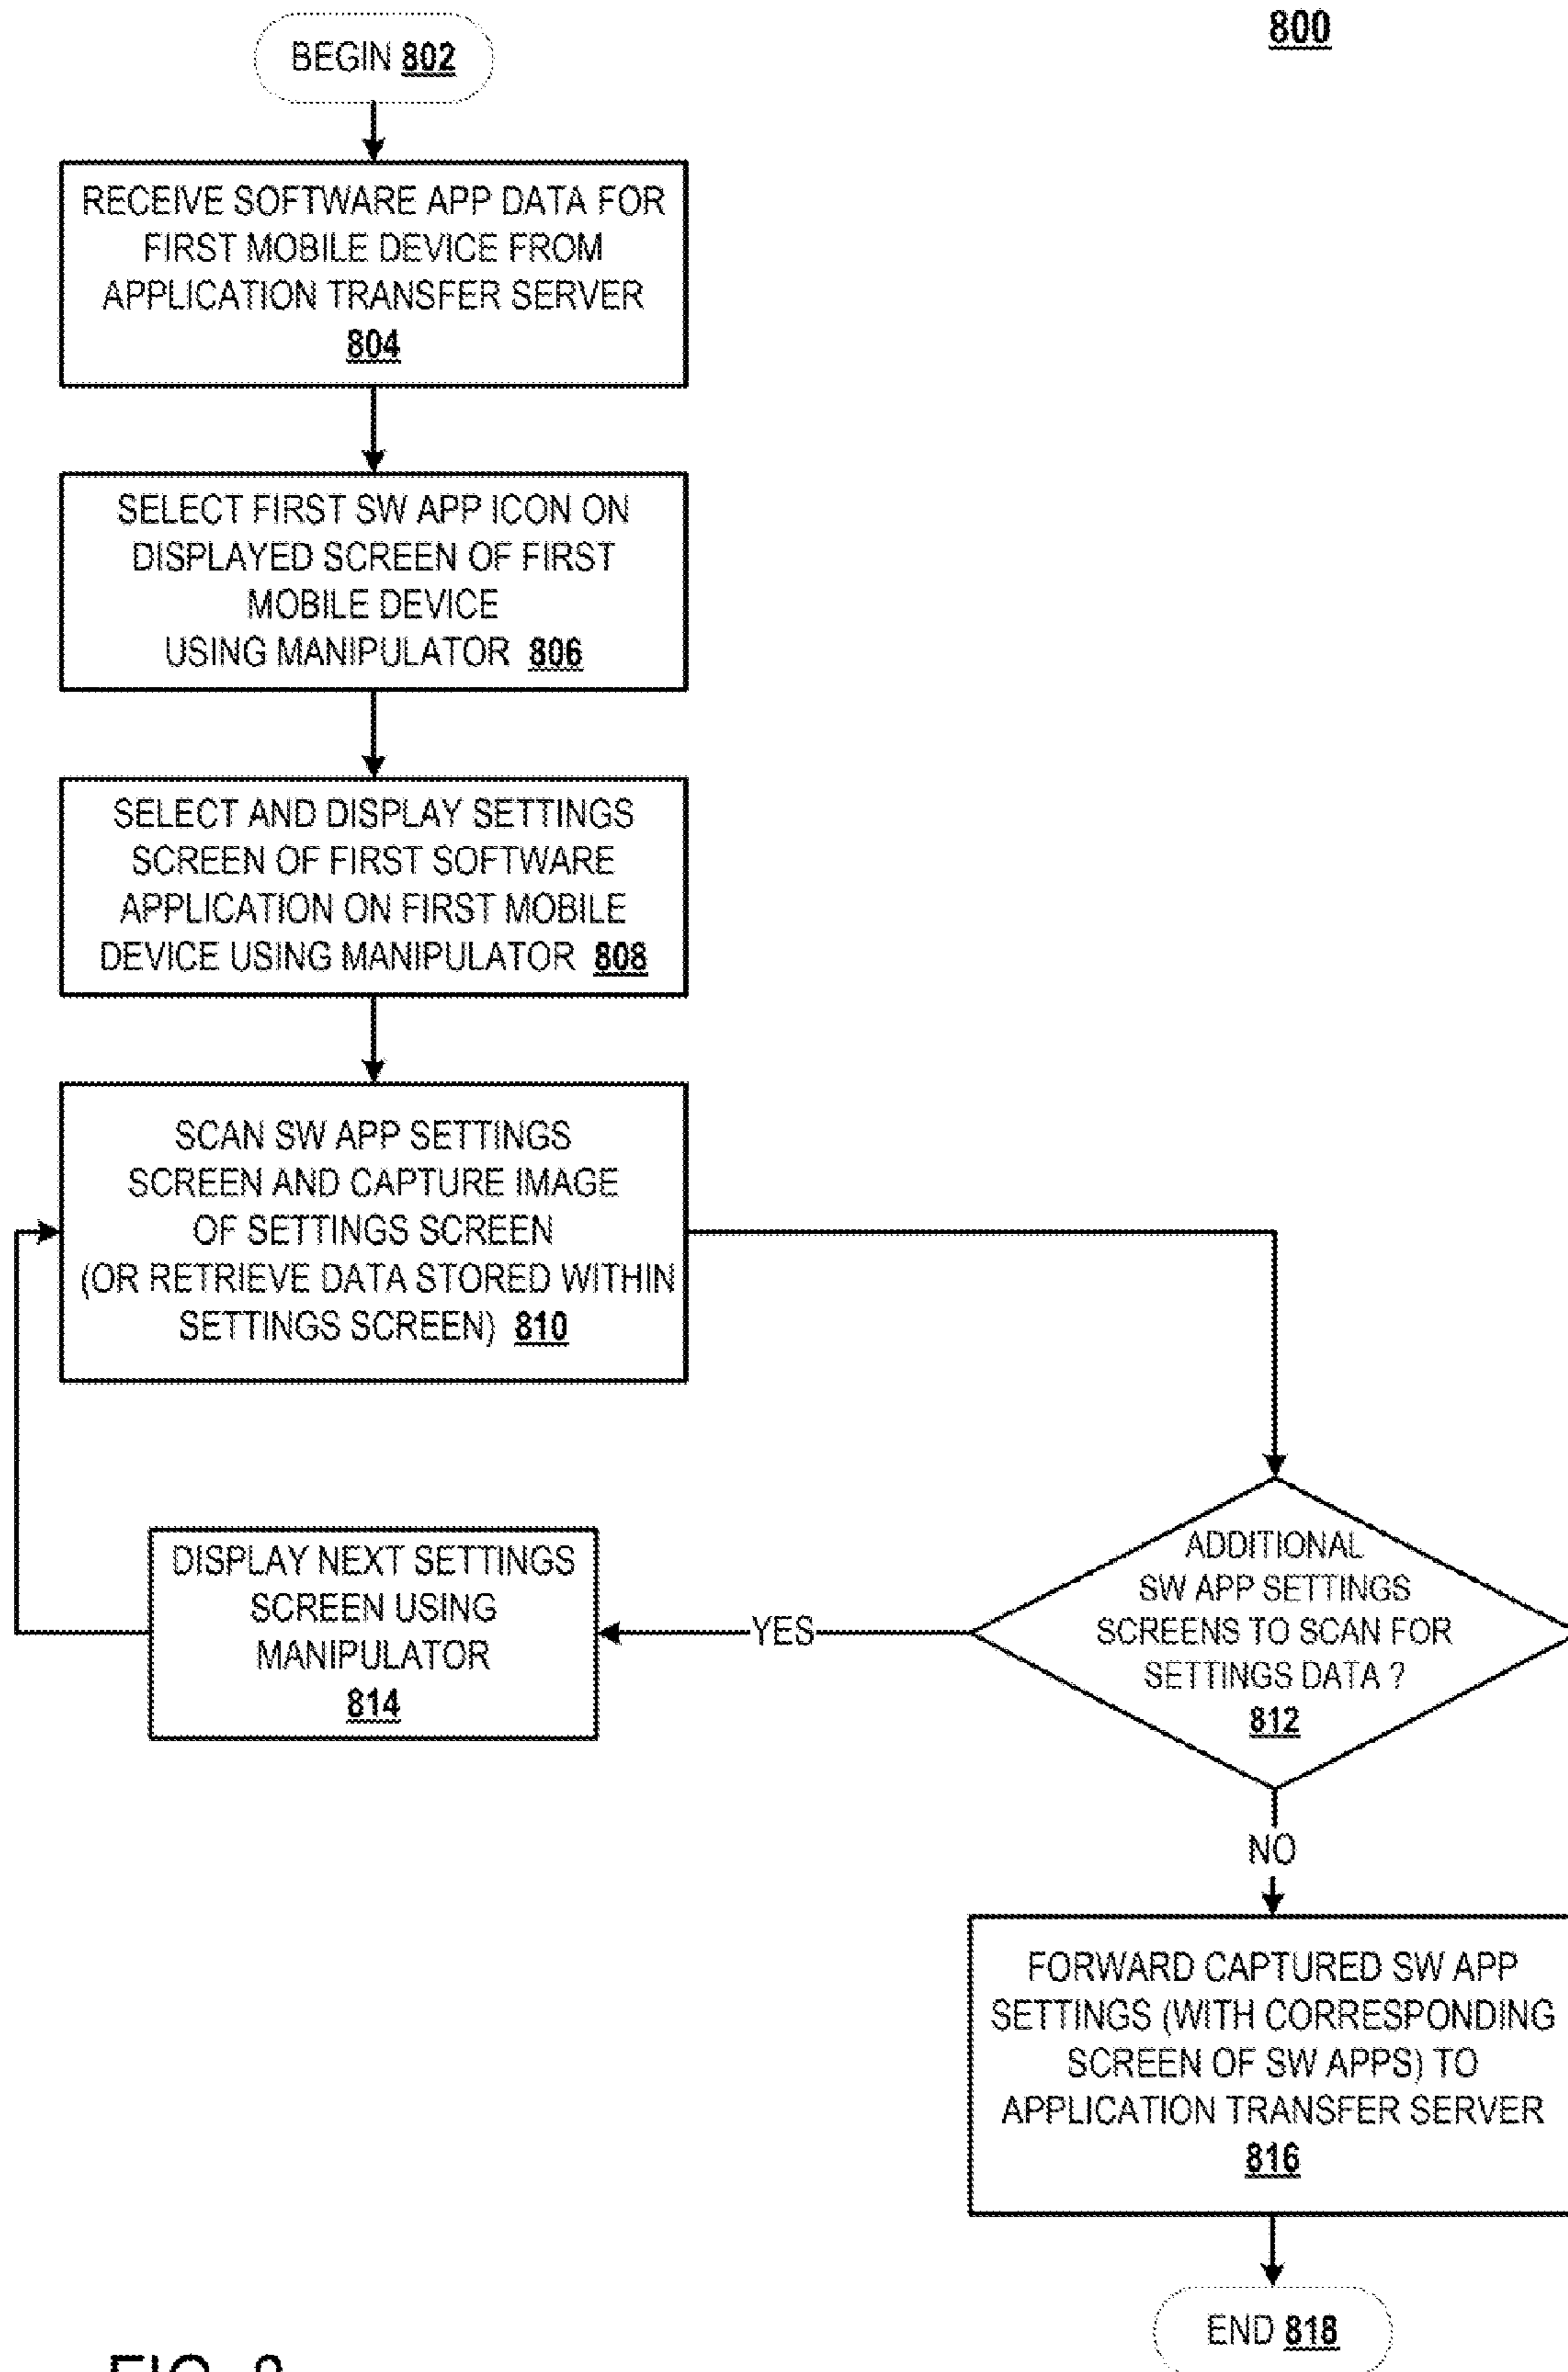 800
BEGIN 802
RECEIVE SOFTWARE APP DATA FOR
FIRST MOBILE DEVICE FROM
APPLICATION TRANSFER SERVER
804
SELECT FIRST SW APP ICON ON
DISPLAYED SCREEN OF FIRST
MOBILE DEVICE
USING MANIPULATOR 806
SELECT AND DISPLAY SETTINGS
SCREEN OF FIRST SOFTWARE
APPLICATION ON FIRST MOBILE
DEVICE USING MANIPULATOR 808
SCAN SW APP SETTINGS
SCREEN AND CAPTURE IMAGE
OF SETTINGS SCREEN
(OR RETRIEVE DATA STORED WITHIN
SETTINGS SCREEN) 810
ADDITIONAL
SW APP SETTINGS
SCREENS TO SCAN FOR
SETTINGS DATA ?
812
YES
DISPLAY NEXT SETTINGS
SCREEN USING
MANIPULATOR
814
NO
FORWARD CAPTURED SW APP
SETTINGS (WITH CORRESPONDING
SCREEN OF SW APPS) TO
APPLICATION TRANSFER SERVER
816
END 818
FIG. 8